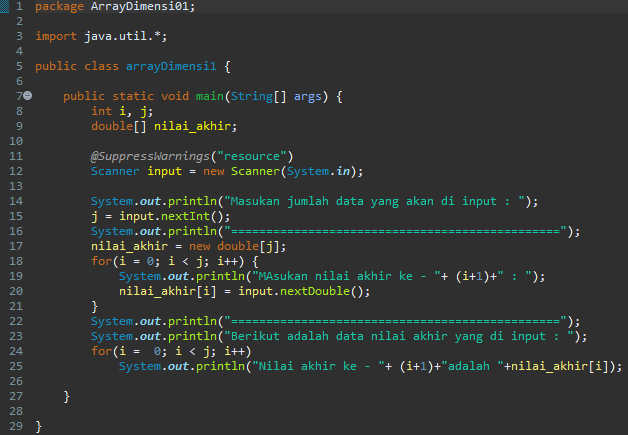 1 package ArrayDimensi01;
2
3 import java.util.*;
4
5 public class arrayDimensi1 {
6
7 public static void main(String[] args) {
8 int i, j;
9 double[] nilai_akhir;
10
11 @SuppressWarnings("resource")
12 Scanner input = new Scanner(System.in);
13
14 System.out.println("Masukan jumlah data yang akan di input : ");
15 j = input.nextInt();
16 System.out.println("===============================================");
17 nilai_akhir = new double[j];
18 for(i = 0; i < j; i++) {
19 System.out.println("MAsukan nilai akhir ke - "+ (i+1)+" : ");
20 nilai_akhir[i] = input.nextDouble();
21 }
22 System.out.println("===============================================");
23 System.out.println("Berikut adalah data nilai akhir yang di input : ");
24 for(i =  0; i < j; i++)
25 System.out.println("Nilai akhir ke - "+ (i+1)+"adalah "+nilai_akhir[i]);
26
27 }
28
29 }